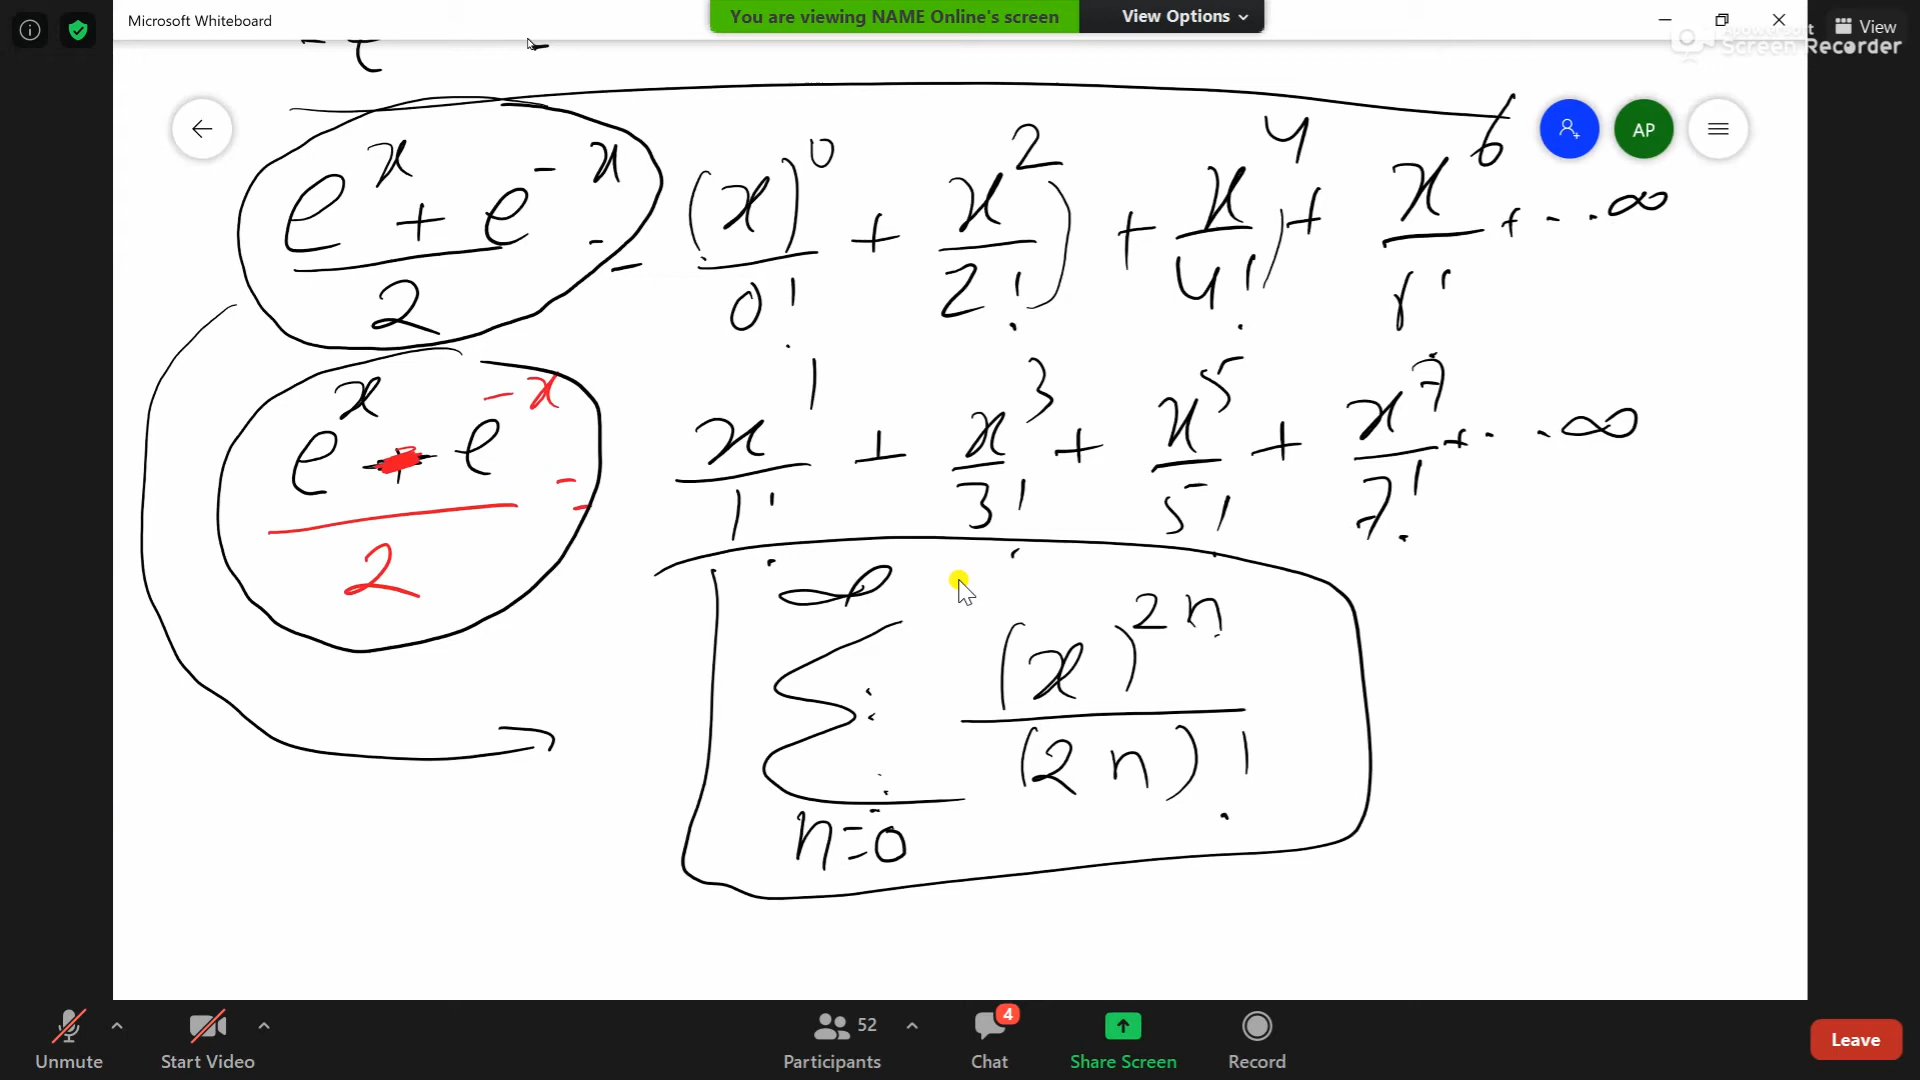 Microsoft Whiteboard
You are viewing NAME Online's screen
View Options
View
Apowersoft
Screen Recorder
AP
(e^x + e^-x)/2 = (x)^0/0! + x^2/2!) + x^4/4!) + x^6/ + - .. ∞
(e^x - e^-x)/2 = x^1/1! + x^3/3! + x^5/5! + x^7/7! + - .. ∞
∞
Σ (x)^2n/(2n)!
n=0
Unmute
Start Video
52
Participants
4
Chat
Share Screen
Record
Leave